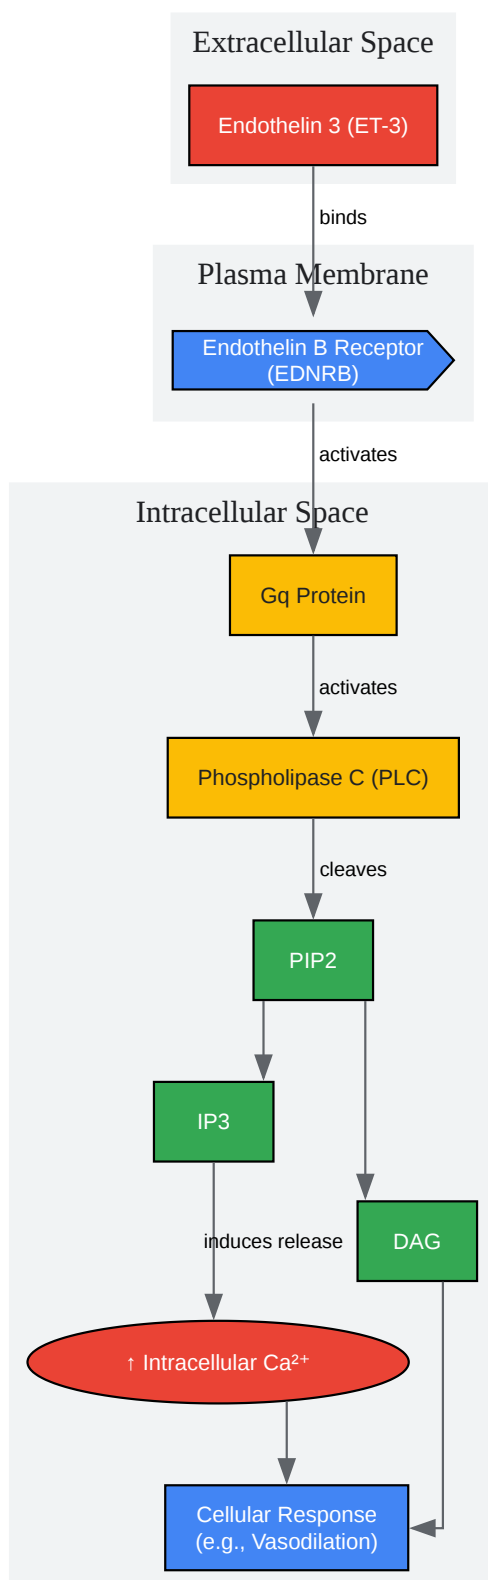 Extracellular Space
Endothelin 3 (ET-3)
binds
Plasma Membrane
Endothelin B Receptor
(EDNRB)
activates
Intracellular Space
Gq Protein
activates
Phospholipase C (PLC)
cleaves
PIP2
IP3
induces release
DAG
↑ Intracellular Ca²⁺
Cellular Response
(e.g., Vasodilation)